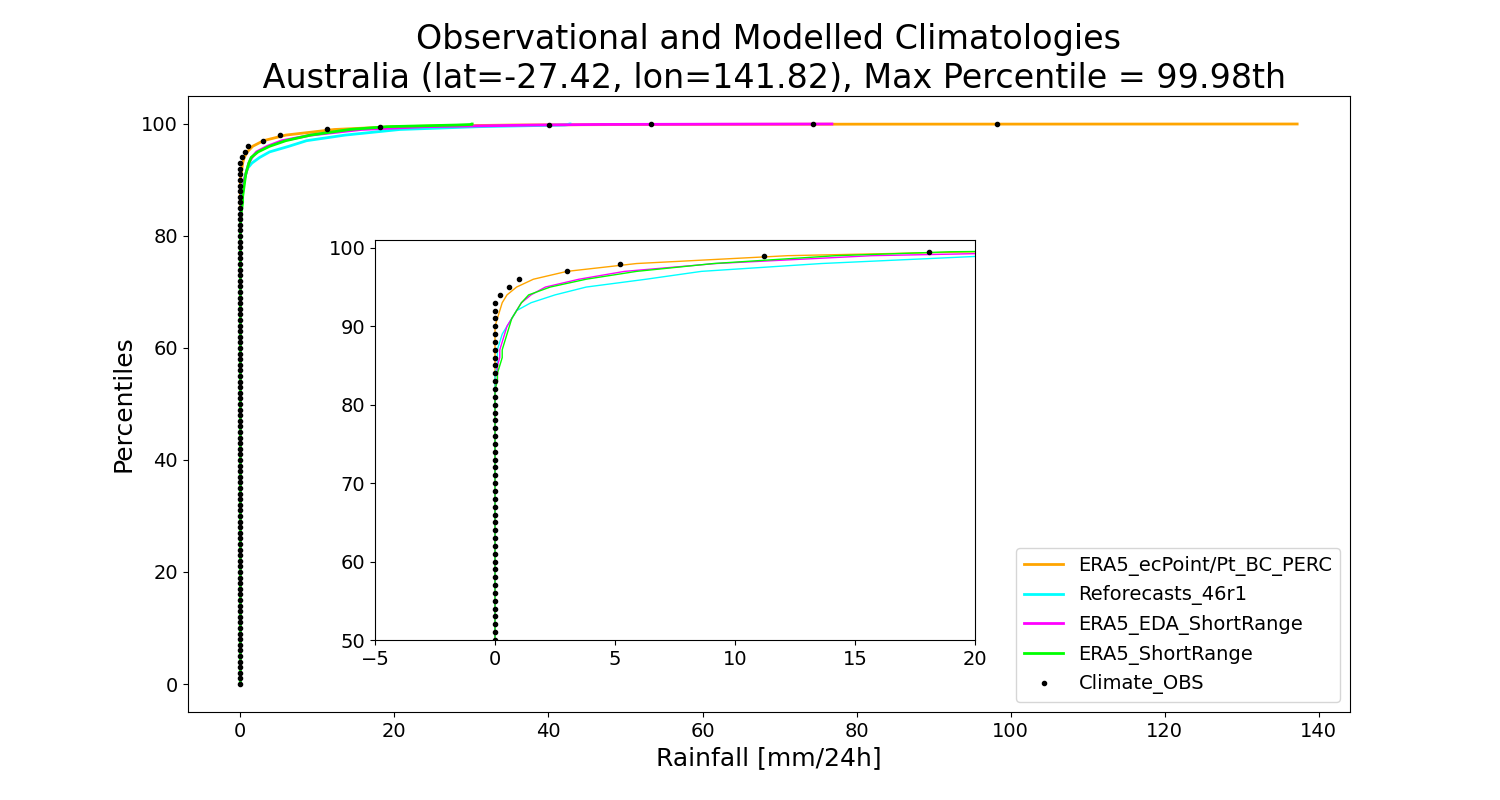 Observational and Modelled Climatologies
Australia (lat=-27.42, lon=141.82), Max Percentile = 99.98th
Percentiles
100
80
60
40
20
0
100
90
80
70
60
50
−5
0
5
10
15
20
ERA5_ecPoint/Pt_BC_PERC
Reforecasts_46r1
ERA5_EDA_ShortRange
ERA5_ShortRange
Climate_OBS
0
20
40
60
80
100
120
140
Rainfall [mm/24h]